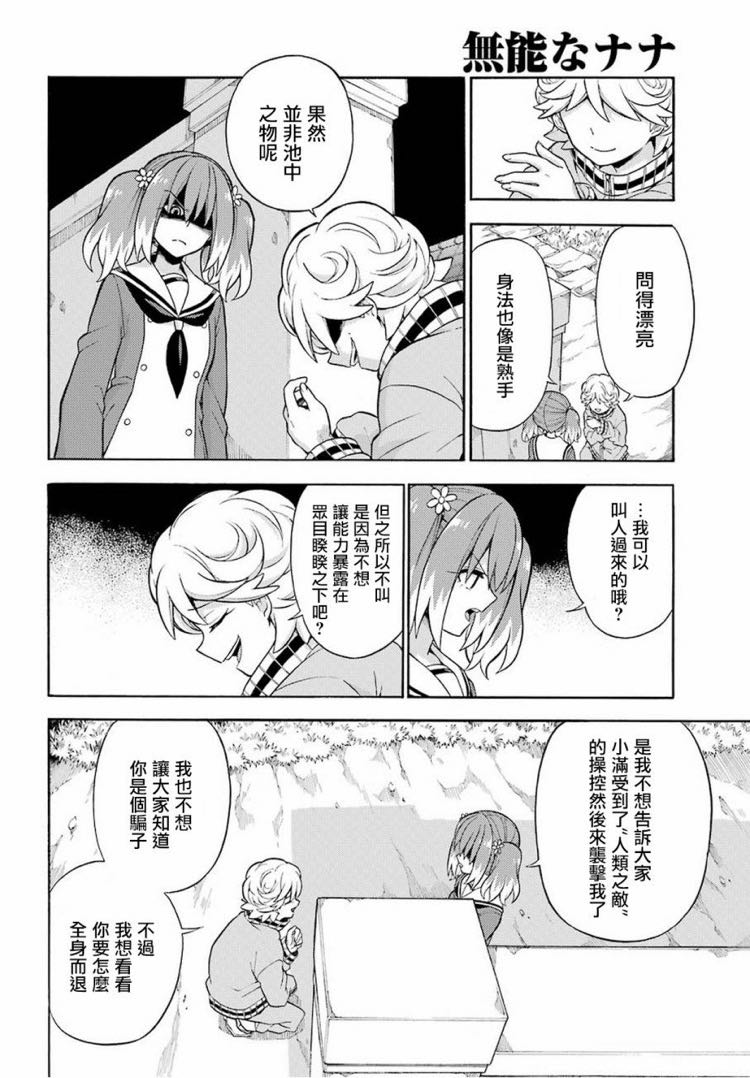 無能なナナ
問得漂亮
身法也像是熟手
果然
並非池中
之物呢
…我可以
叫人過來的哦?
但之所以不叫
是因為不想
讓能力暴露在
眾目睽睽之下吧?
是我不想告訴大家
小滿受到了"人類之敵"
的操控然後來襲擊我了
我也不想
讓大家知道
你是個騙子
不過
我想看看
你要怎麼
全身而退